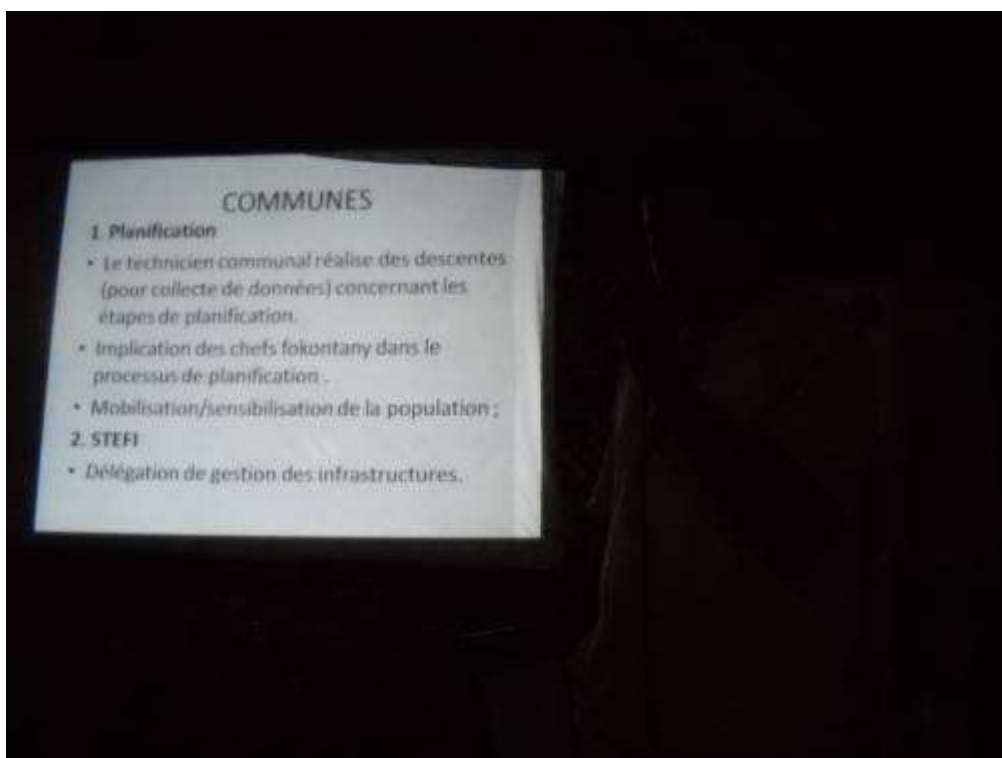 COMMUNES
1. Planification
• Le technicien communal réalise des descentes
(pour collecte de données) concernant les
étapes de planification.
• Implication des chefs fokontany dans le
processus de planification .
• Mobilisation/sensibilisation de la population ;
2. STEFI
• Délégation de gestion des infrastructures.